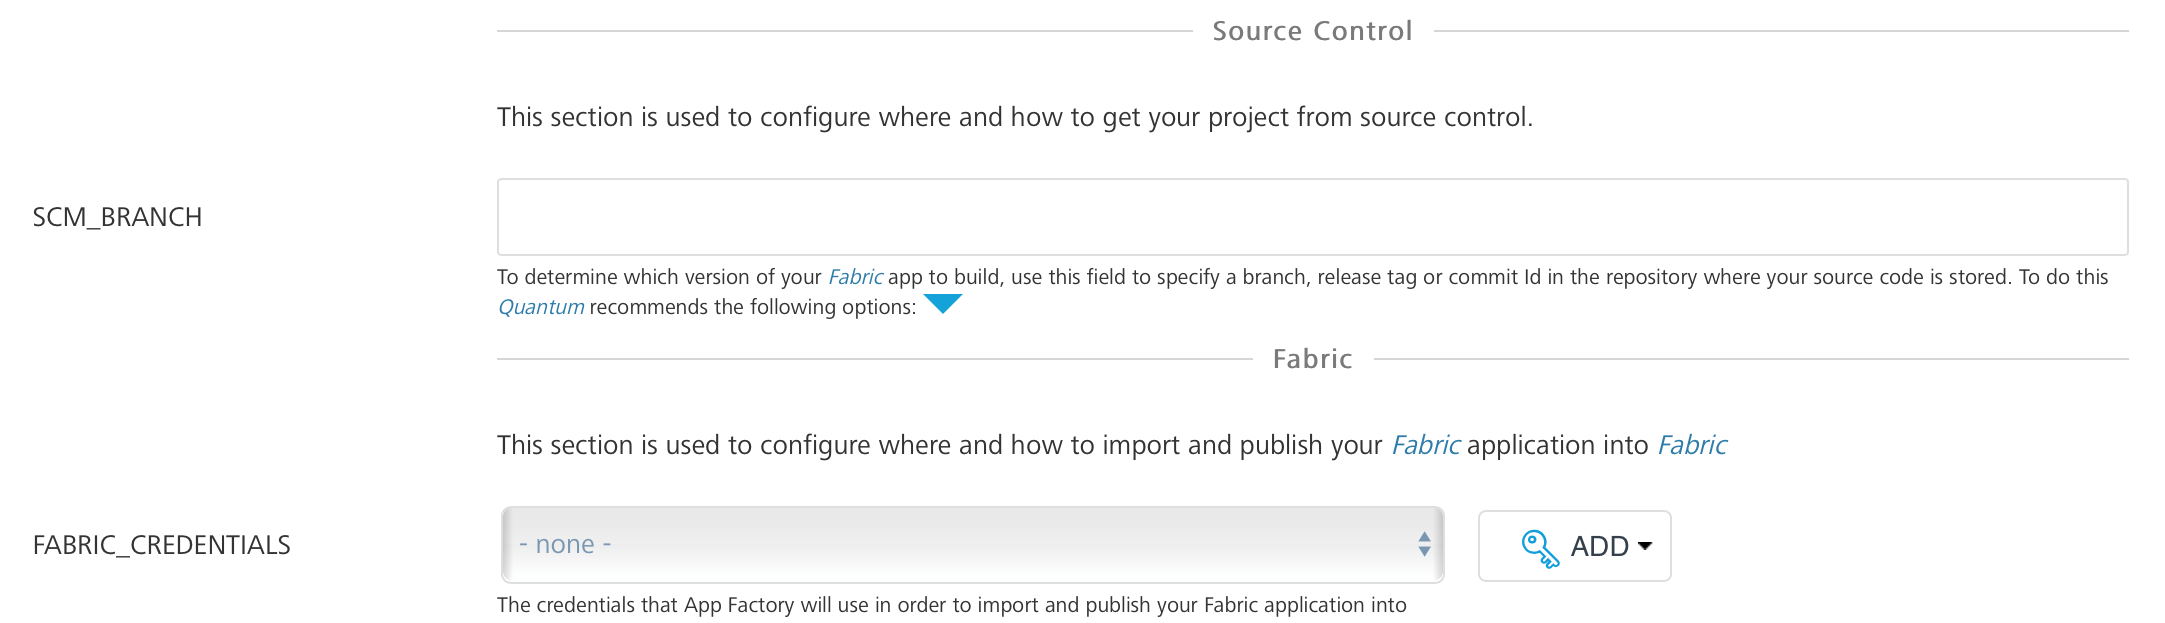 Source Control
This section is used to configure where and how to get your project from source control.
SCM_BRANCH
To determine which version of your Fabric app to build, use this field to specify a branch, release tag or commit Id in the repository where your source code is stored. To do this
Quantum recommends the following options:
Fabric
This section is used to configure where and how to import and publish your Fabric application into Fabric
FABRIC_CREDENTIALS
- none -
ADD
The credentials that App Factory will use in order to import and publish your Fabric application into